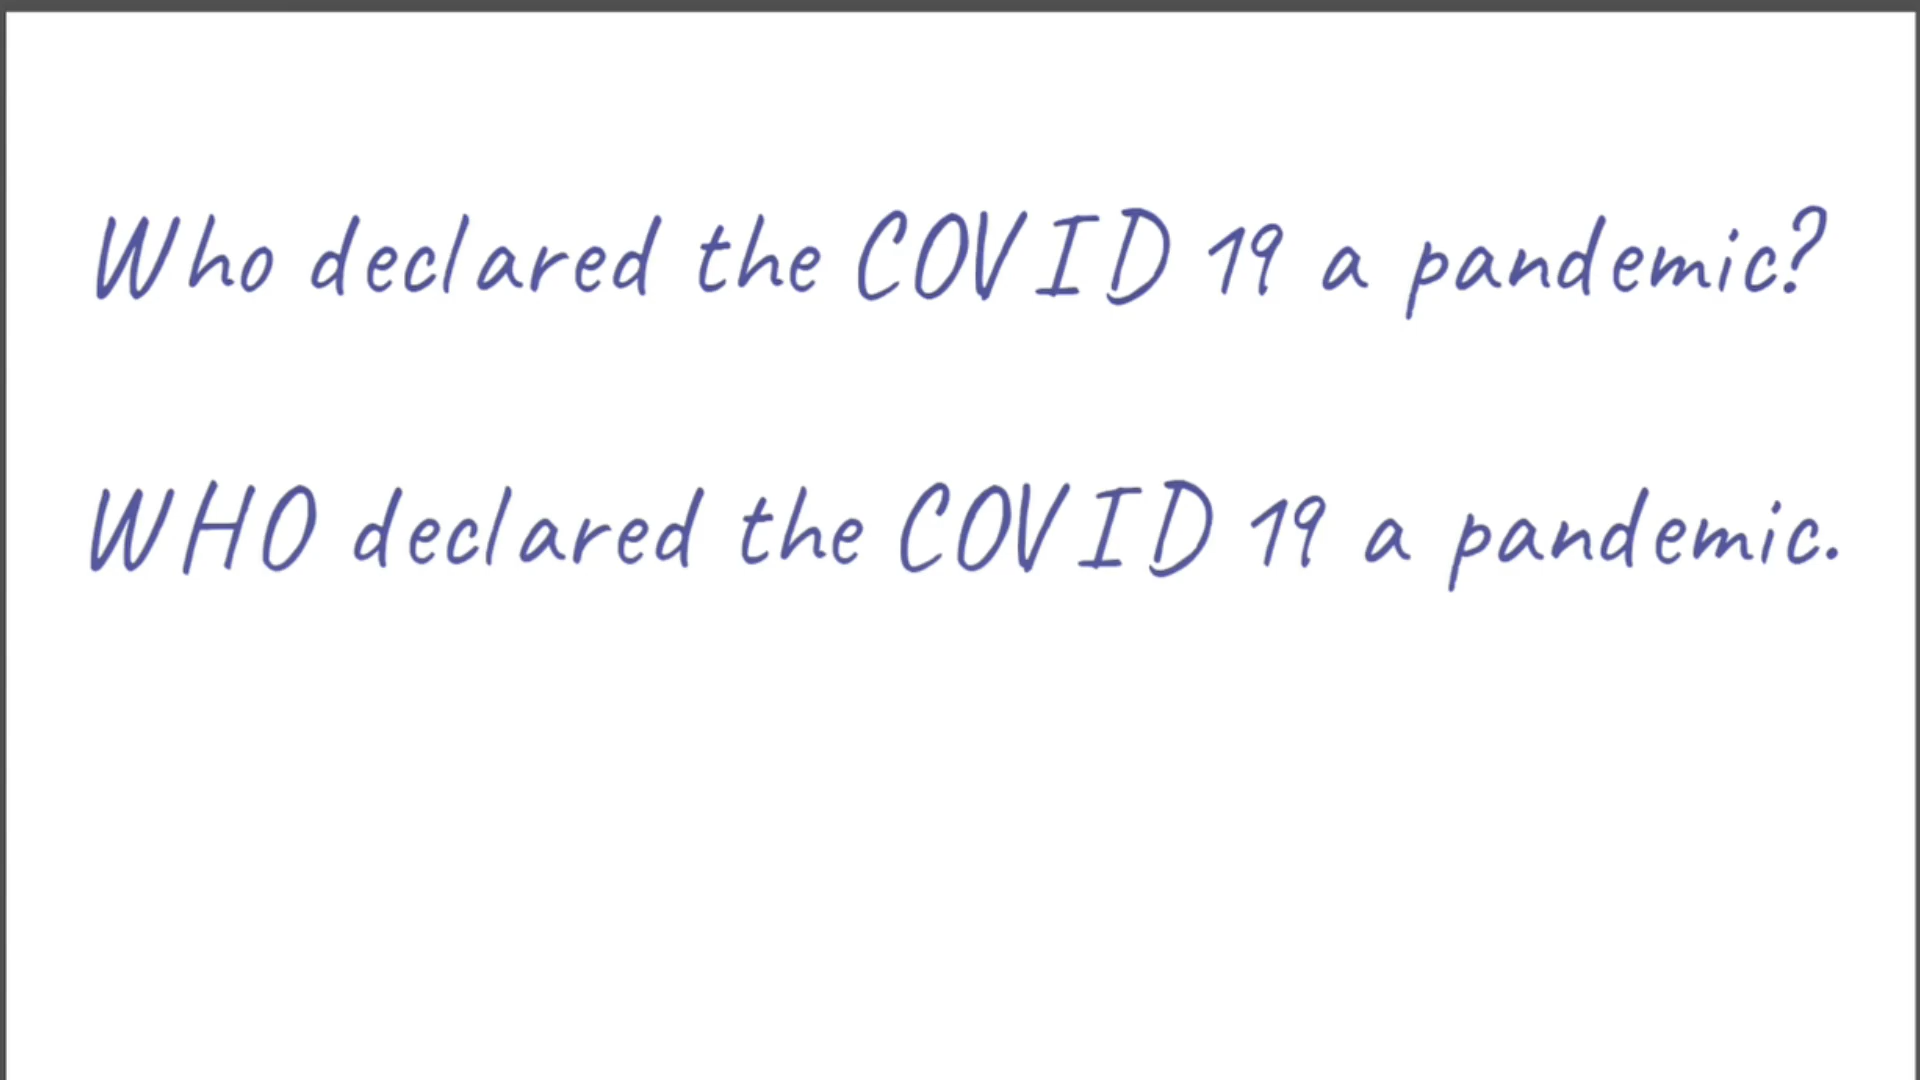 Who declared the COVID 19 a pandemic?
WHO declared the COVID 19 a pandemic.